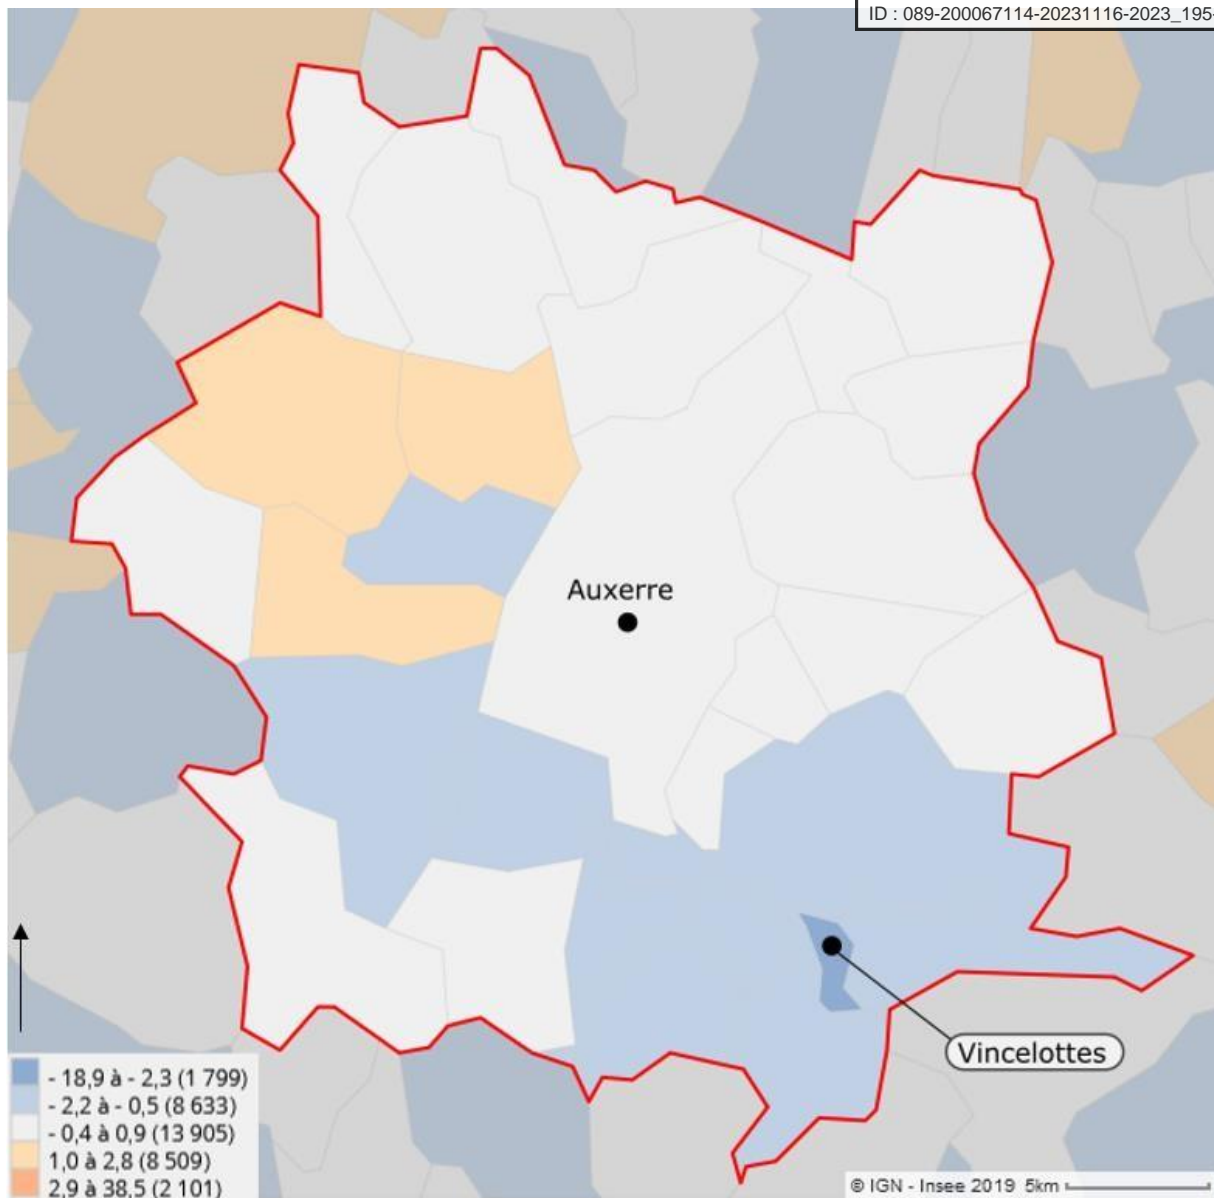 ID : 089-200067114-20231116-2023_195-
Auxerre
Vincelottes
- 18,9 à - 2,3 (1 799)
- 2,2 à - 0,5 (8 633)
- 0,4 à 0,9 (13 905)
1,0 à 2,8 (8 509)
2,9 à 38,5 (2 101)
© IGN - Insee 2019 5km